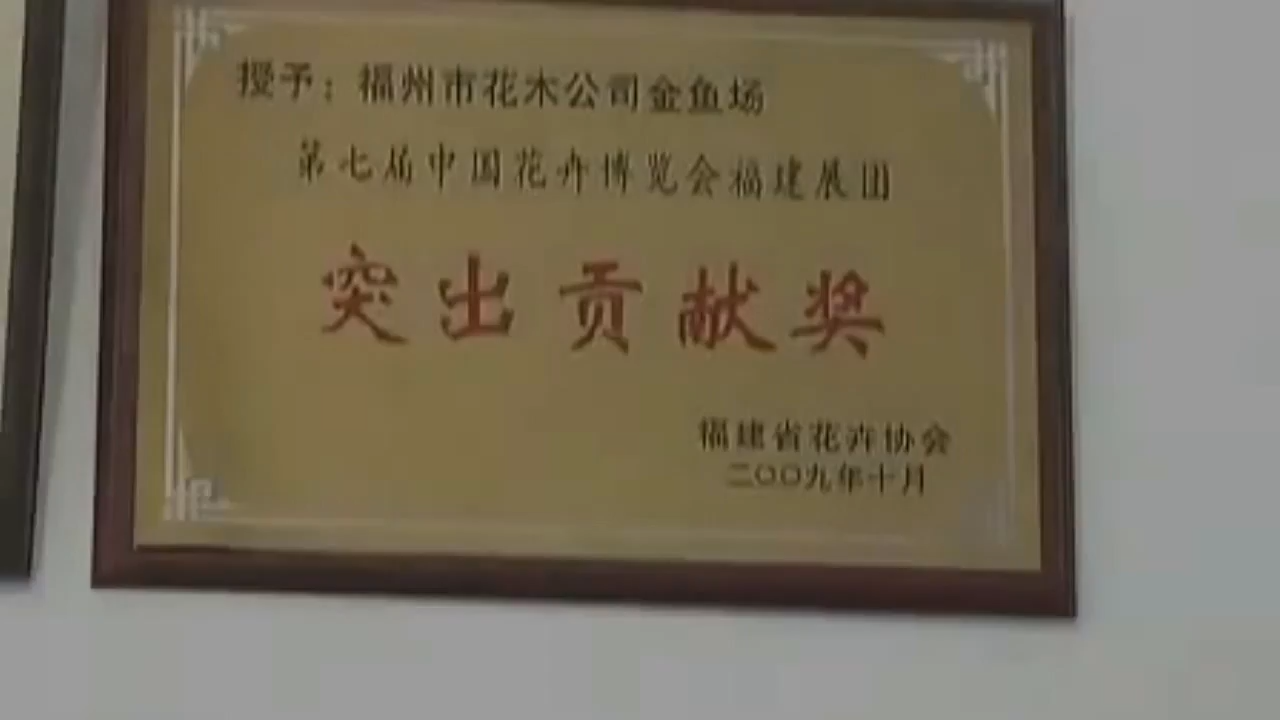 授予：福州市花木公司金鱼场
第七届中国花卉博览会福建展团
突出贡献奖
福建省花卉协会
二〇〇九年十月